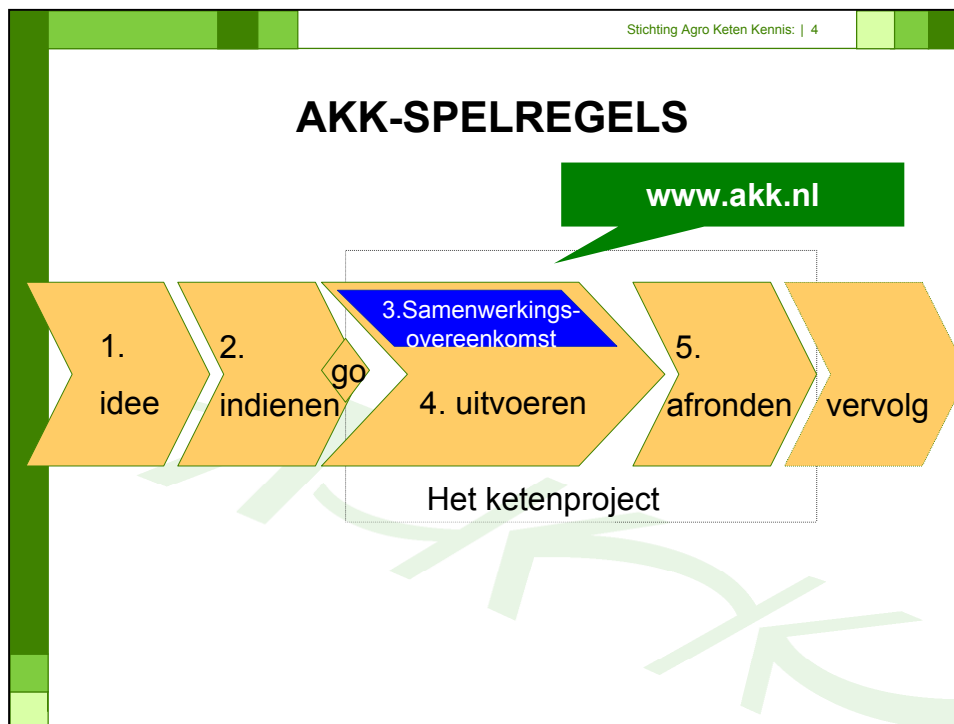 Stichting Agro Keten Kennis: | 4
AKK-SPELREGELS
www.akk.nl
1.
idee
2.
indienen
go
3.Samenwerkings-
overeenkomst
4. uitvoeren
5.
afronden
vervolg
Het ketenproject